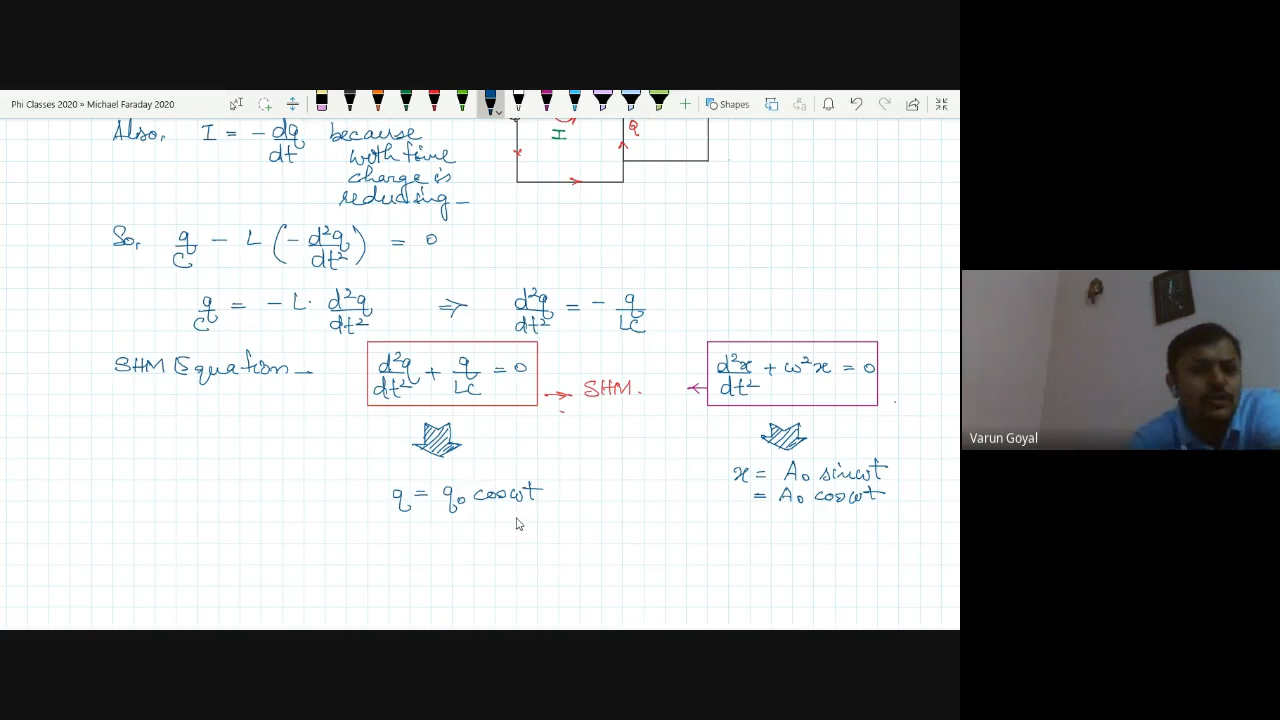 Phi Classes 2020 » Michael Faraday 2020
Shapes
Also, I = - dq/dt because
with time
charge is
reducing -
I
Q
So, q/C - L (- d²q/dt²) = 0
q/C = - L · d²q/dt² ⇒ d²q/dt² = - q/LC
SHM Equation - d²q/dt² + q/LC = 0 → SHM. ← d²x/dt² + ω²x = 0
q = q₀ cosωt
x = A₀ sinωt
= A₀ cosωt
Varun Goyal